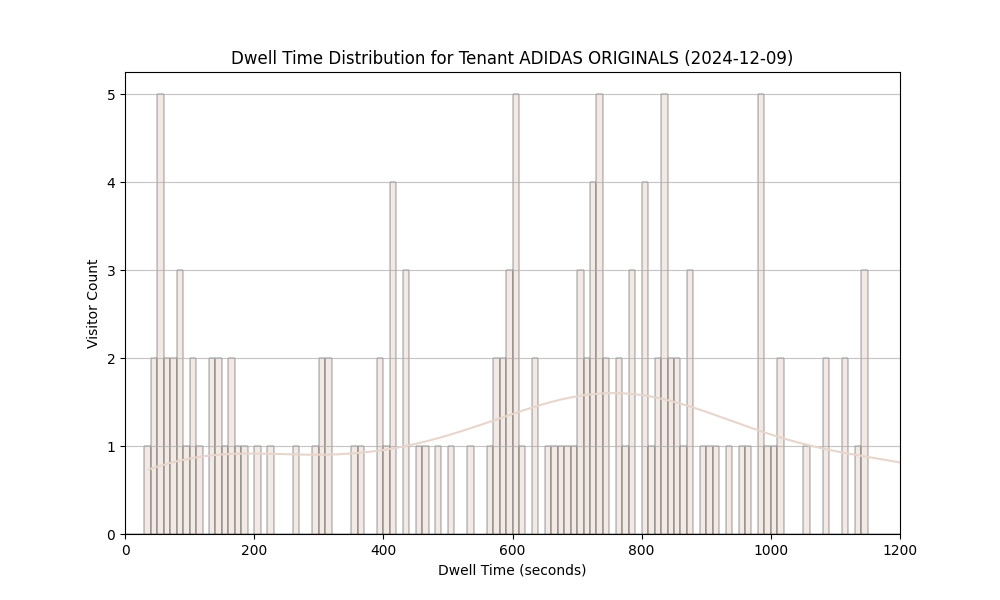 Dwell Time Distribution for Tenant ADIDAS ORIGINALS (2024-12-09)
Visitor Count
5
4
3
2
1
0
0 200 400 600 800 1000 1200
Dwell Time (seconds)